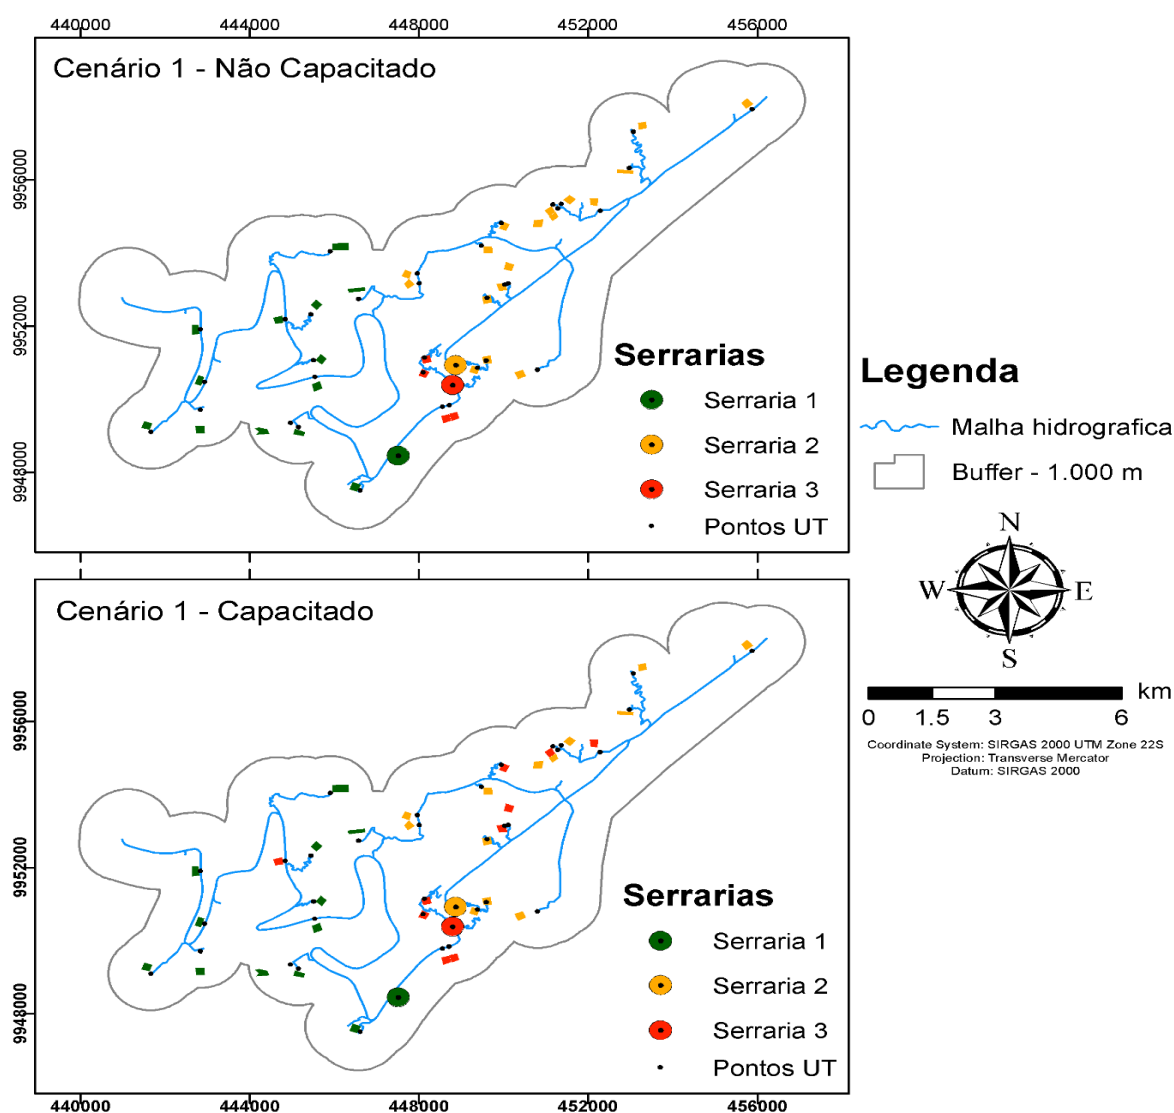 440000 444000 448000 452000 456000
Cenário 1 - Não Capacitado
9956000
9952000
9948000
Serrarias
Serraria 1
Serraria 2
Serraria 3
Pontos UT
Cenário 1 - Capacitado
9956000
9952000
9948000
Serrarias
Serraria 1
Serraria 2
Serraria 3
Pontos UT
440000 444000 448000 452000 456000
Legenda
Malha hidrografica
Buffer - 1.000 m
N
W E
S
km
0 1.5 3 6
Coordinate System: SIRGAS 2000 UTM Zone 22S
Projection: Transverse Mercator
Datum: SIRGAS 2000